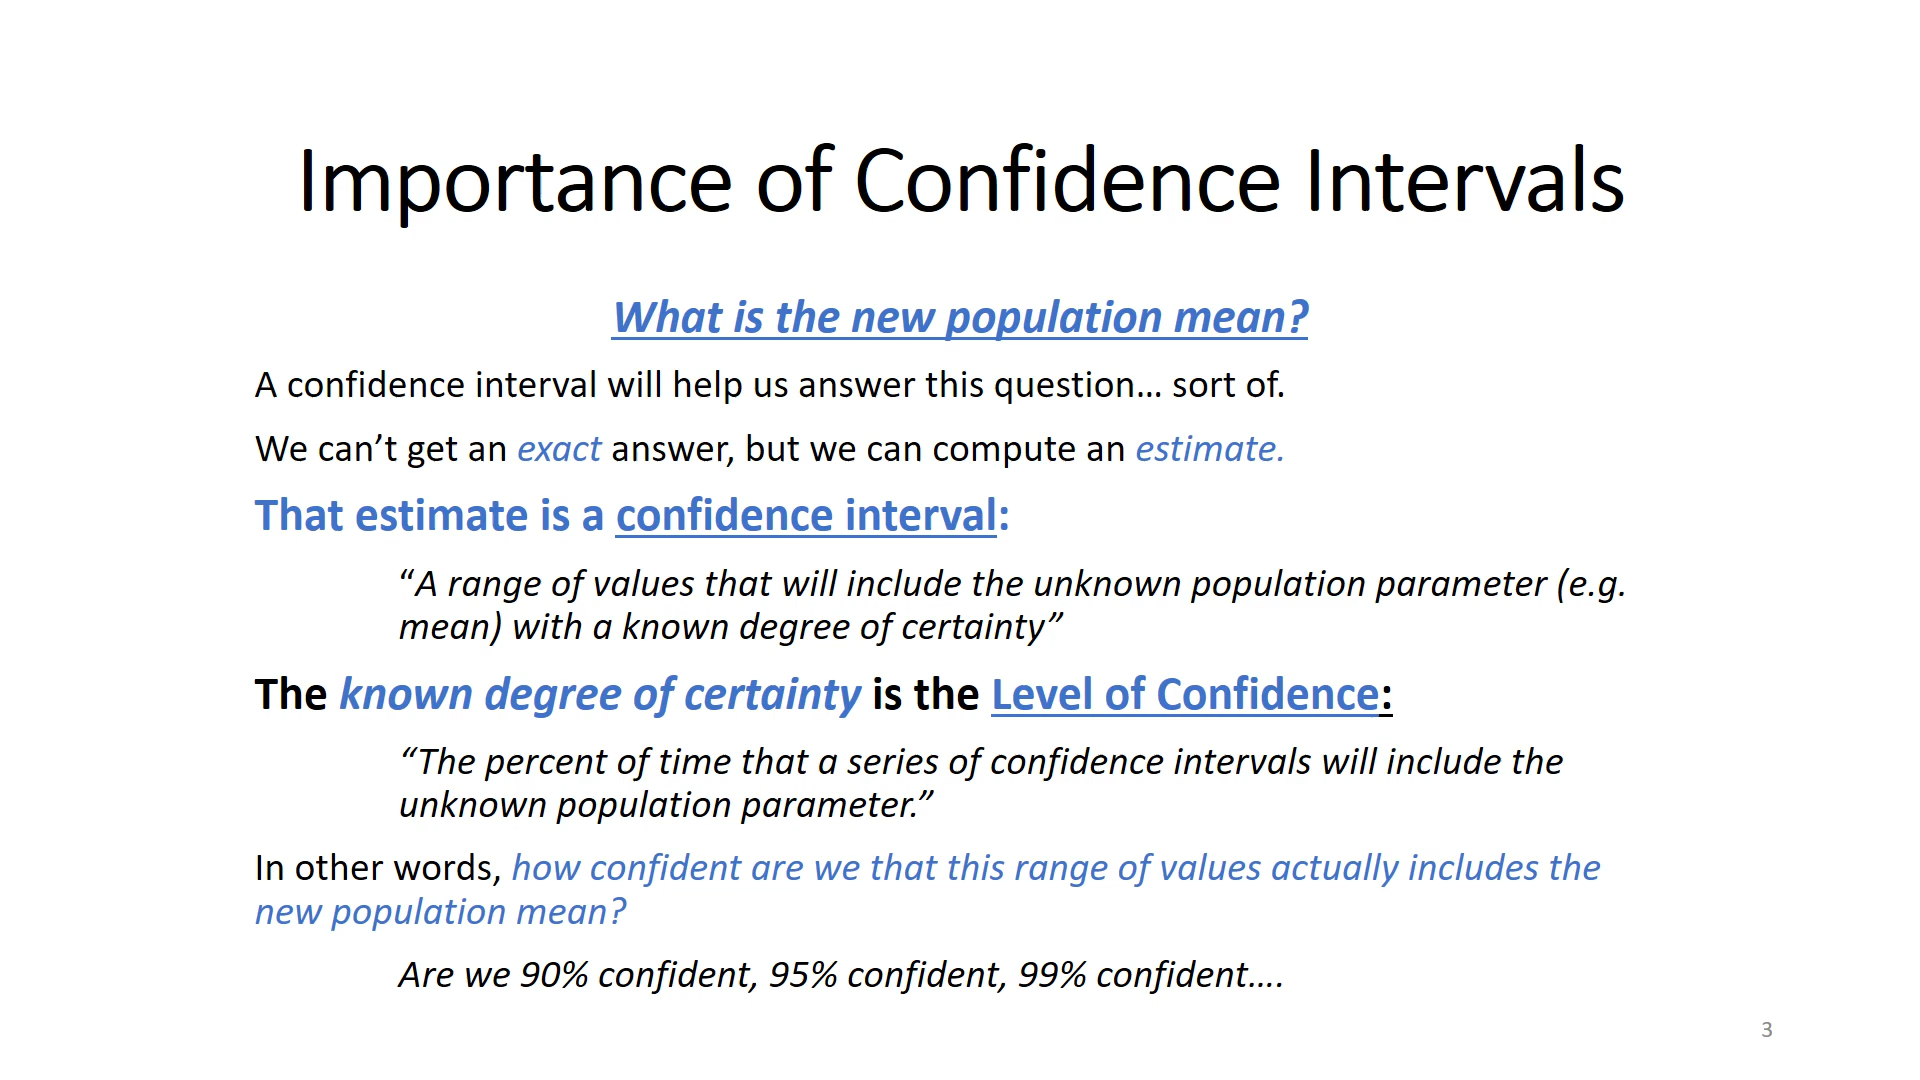 Importance of Confidence Intervals
What is the new population mean?
A confidence interval will help us answer this question… sort of.
We can’t get an exact answer, but we can compute an estimate.
That estimate is a confidence interval:
“A range of values that will include the unknown population parameter (e.g.
mean) with a known degree of certainty”
The known degree of certainty is the Level of Confidence:
“The percent of time that a series of confidence intervals will include the
unknown population parameter.”
In other words, how confident are we that this range of values actually includes the
new population mean?
Are we 90% confident, 95% confident, 99% confident….
3